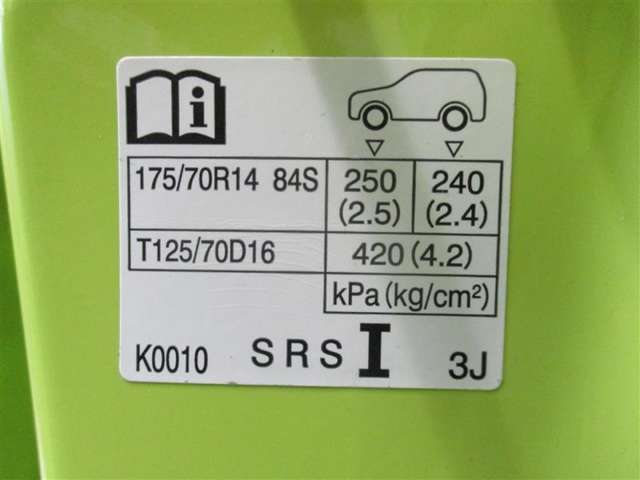 i
175/70R14 84S 250 (2.5) 240 (2.4)
T125/70D16 420 (4.2)
kPa(kg/cm²)
K0010 SRS I 3J